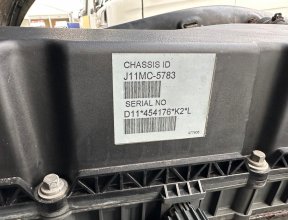 CHASSIS ID
J11MC-5783
SERIAL NO
D11*454176*K2*L